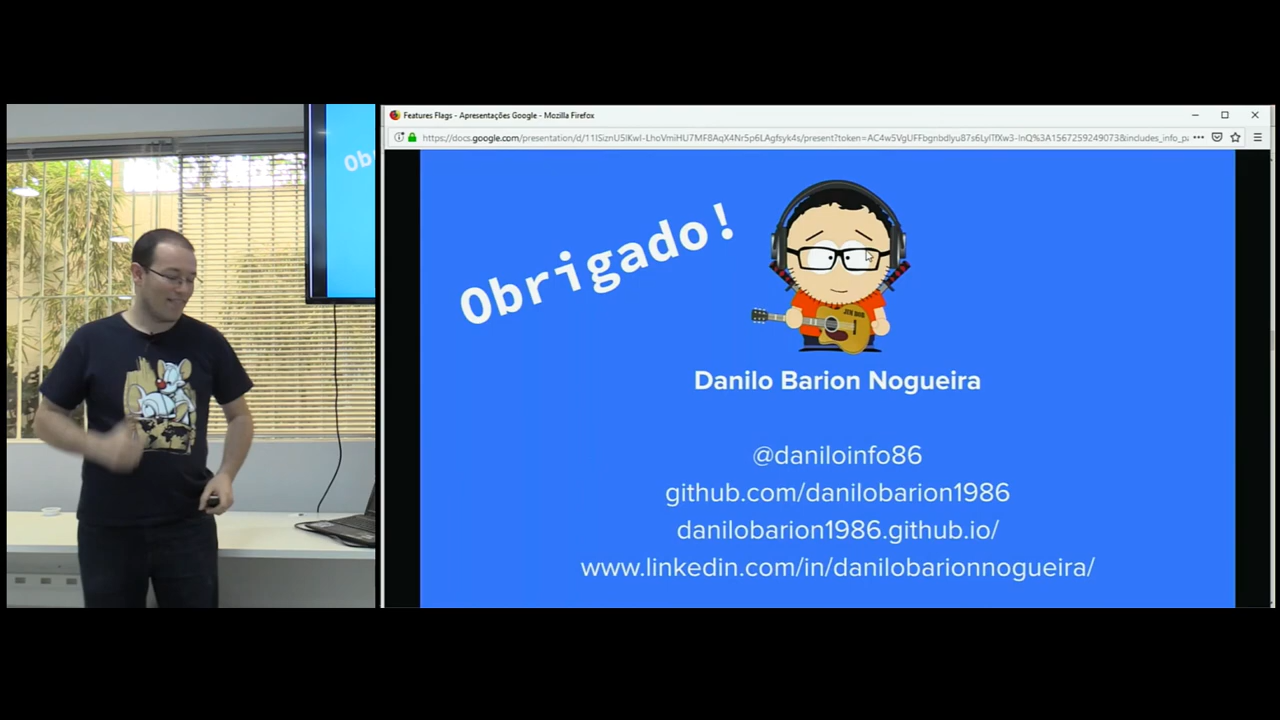 Features Flags - Apresentações Google - Mozilla Firefox
Obrigado!
Danilo Barion Nogueira
@daniloinfo86
github.com/danilobarion1986
danilobarion1986.github.io/
www.linkedin.com/in/danilobarionnogueira/